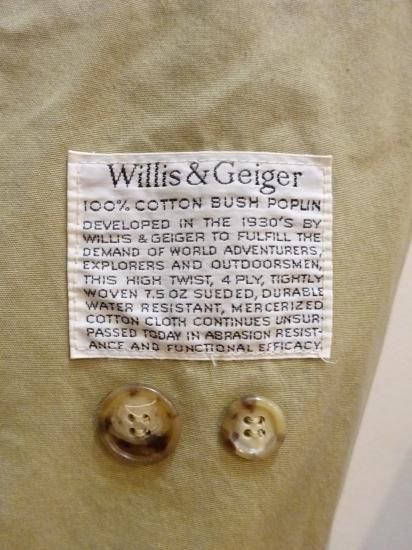 Willis & Geiger
100% COTTON BUSH POPLIN
DEVELOPED IN THE 1930'S BY
WILLIS & GEIGER TO FULFILL THE
DEMAND OF WORLD ADVENTURERS,
EXPLORERS AND OUTDOORSMEN,
THIS HIGH TWIST, 4 PLY, TIGHTLY
WOVEN 7.5 OZ SUEDED, DURABLE
WATER RESISTANT, MERCERIZED
COTTON CLOTH CONTINUES UNSUR-
PASSED TODAY IN ABRASION RESIST-
ANCE AND FUNCTIONAL EFFICACY.